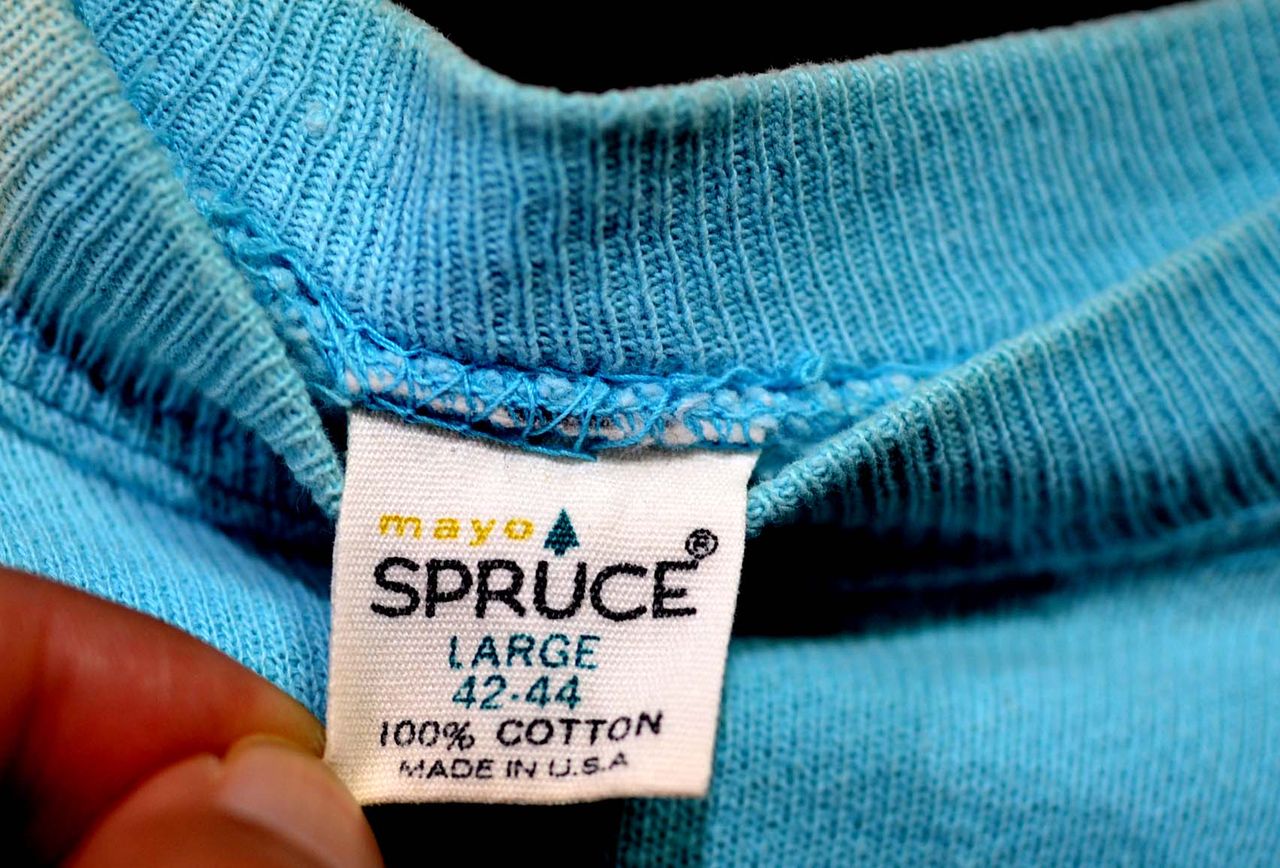 mayo
SPRUCE®
LARGE
42-44
100% COTTON
MADE IN U.S.A